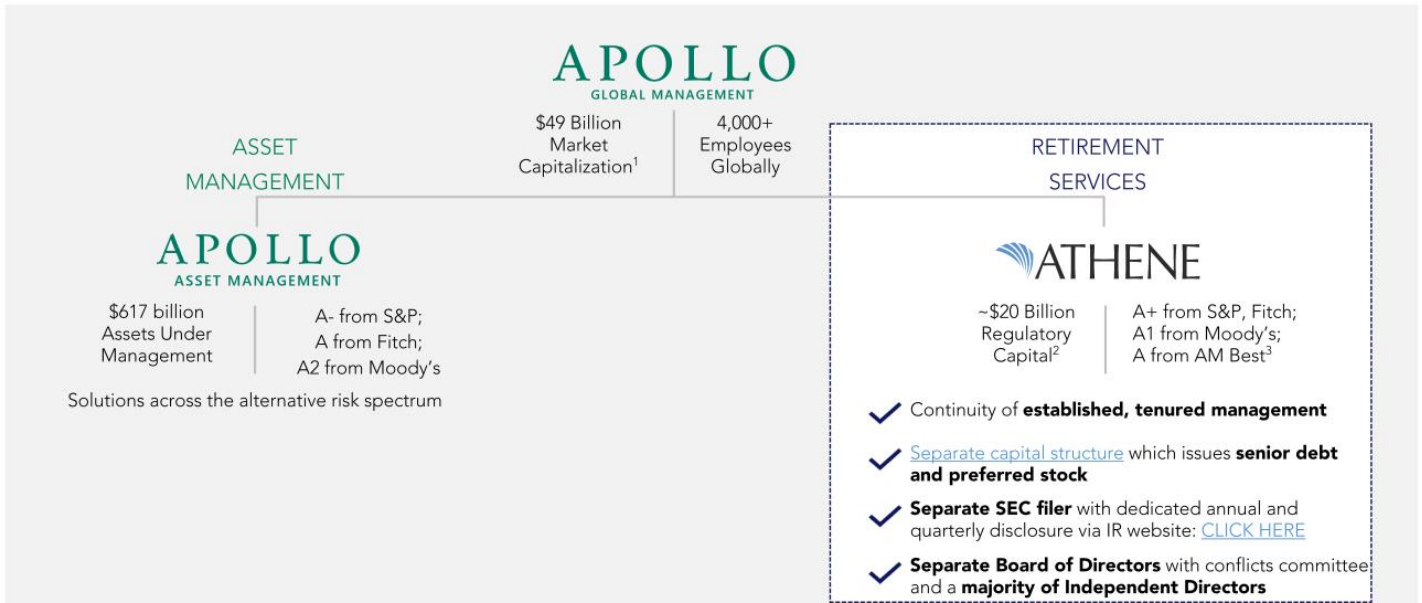 APOLLO
GLOBAL MANAGEMENT
$49 Billion
Market
Capitalization¹
4,000+
Employees
Globally
ASSET
MANAGEMENT
APOLLO
ASSET MANAGEMENT
$617 billion
Assets Under
Management
A- from S&P;
A from Fitch;
A2 from Moody's
Solutions across the alternative risk spectrum
RETIREMENT
SERVICES
ATHENE
~$20 Billion
Regulatory
Capital²
A+ from S&P, Fitch;
A1 from Moody's;
A from AM Best³
Continuity of established, tenured management
Separate capital structure which issues senior debt
and preferred stock
Separate SEC filer with dedicated annual and
quarterly disclosure via IR website: CLICK HERE
Separate Board of Directors with conflicts committee
and a majority of Independent Directors